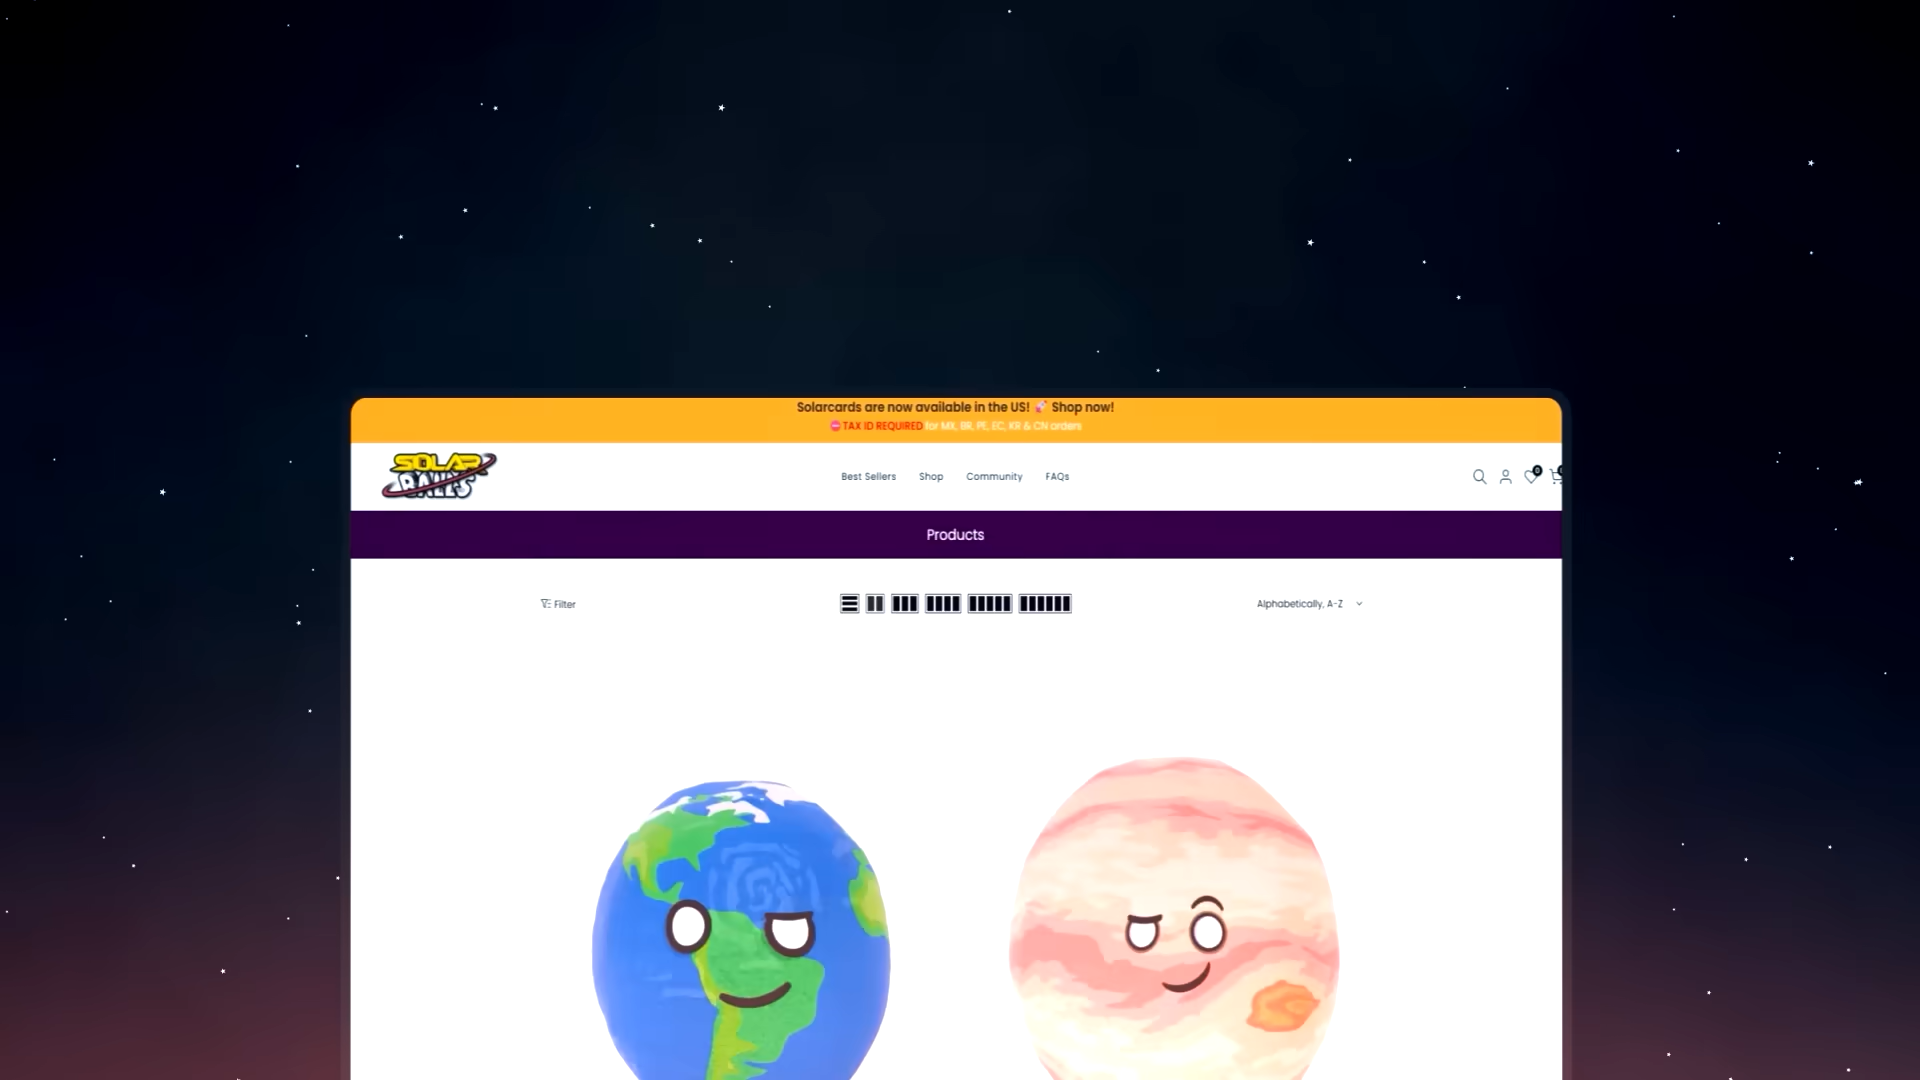 Solarcards are now available in the US! 🚀 Shop now!
⛔ TAX ID REQUIRED for MX, BR, PE, EC, KR & CN orders
SOLAR
BALLS
Best Sellers Shop Community FAQs
0
Products
Filter
Alphabetically, A-Z